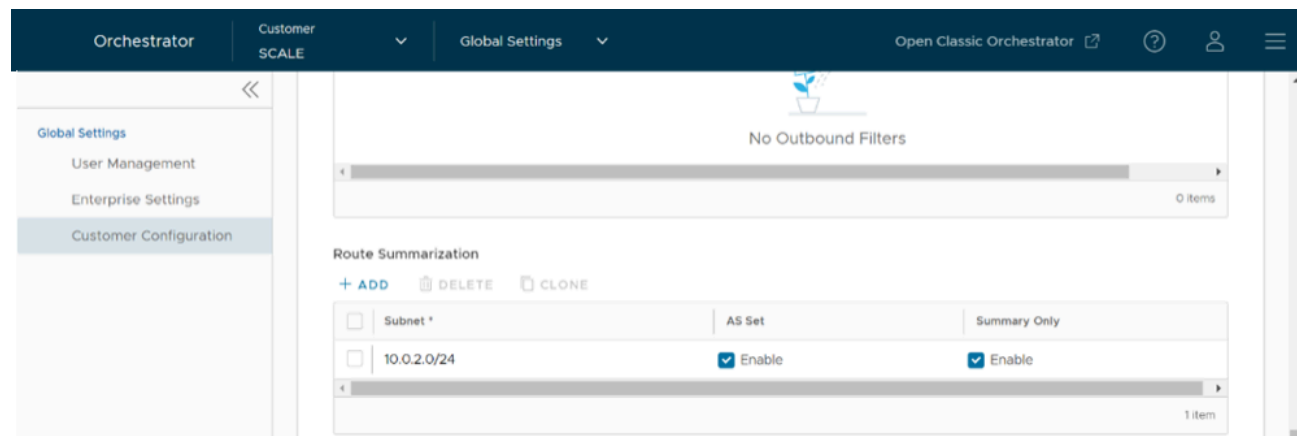 Orchestrator
Customer
SCALE
Global Settings
Open Classic Orchestrator
Global Settings
User Management
Enterprise Settings
Customer Configuration
No Outbound Filters
0 items
Route Summarization
+ ADD DELETE CLONE
Subnet * AS Set Summary Only
10.0.2.0/24 Enable Enable
1 item